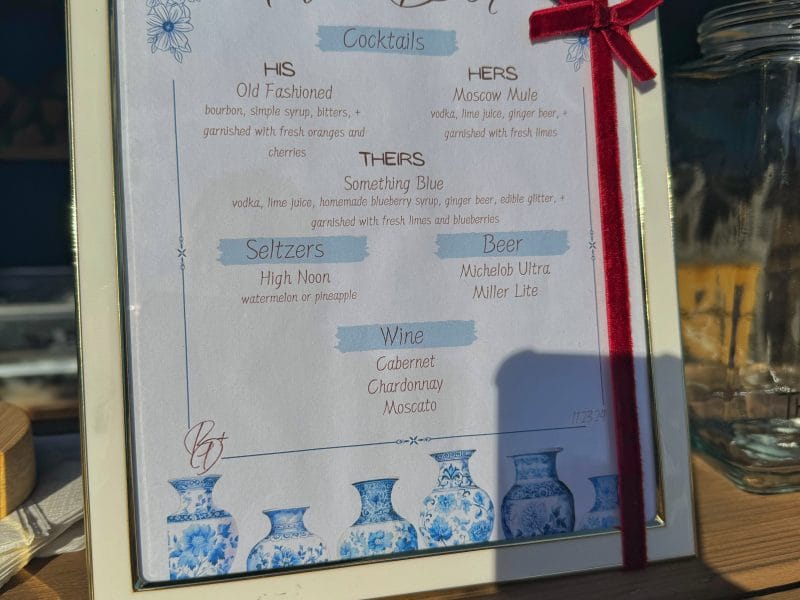 Cocktails
HIS
Old Fashioned
bourbon, simple syrup, bitters, +
garnished with fresh oranges and
cherries
HERS
Moscow Mule
vodka, lime juice, ginger beer, +
garnished with fresh limes
THEIRS
Something Blue
vodka, lime juice, homemade blueberry syrup, ginger beer, edible glitter, +
garnished with fresh limes and blueberries
Seltzers
High Noon
watermelon or pineapple
Beer
Michelob Ultra
Miller Lite
Wine
Cabernet
Chardonnay
Moscato
11.23.24